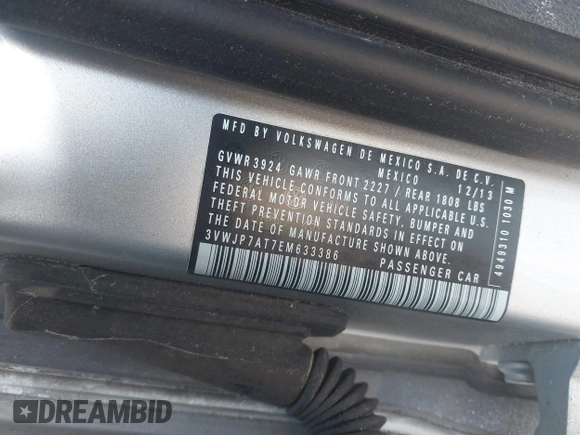 MFD BY VOLKSWAGEN DE MEXICO S.A. DE C.V.
MEXICO 12/13
GVWR 3924 GAWR FRONT 2227 / REAR 1808 LBS
THIS VEHICLE CONFORMS TO ALL APPLICABLE U.S.
FEDERAL MOTOR VEHICLE SAFETY, BUMPER AND
THEFT PREVENTION STANDARDS IN EFFECT ON
THE DATE OF MANUFACTURE SHOWN ABOVE.
3VWJP7AT7EM633386 PASSENGER CAR
4949310 1030 M
DREAMBID